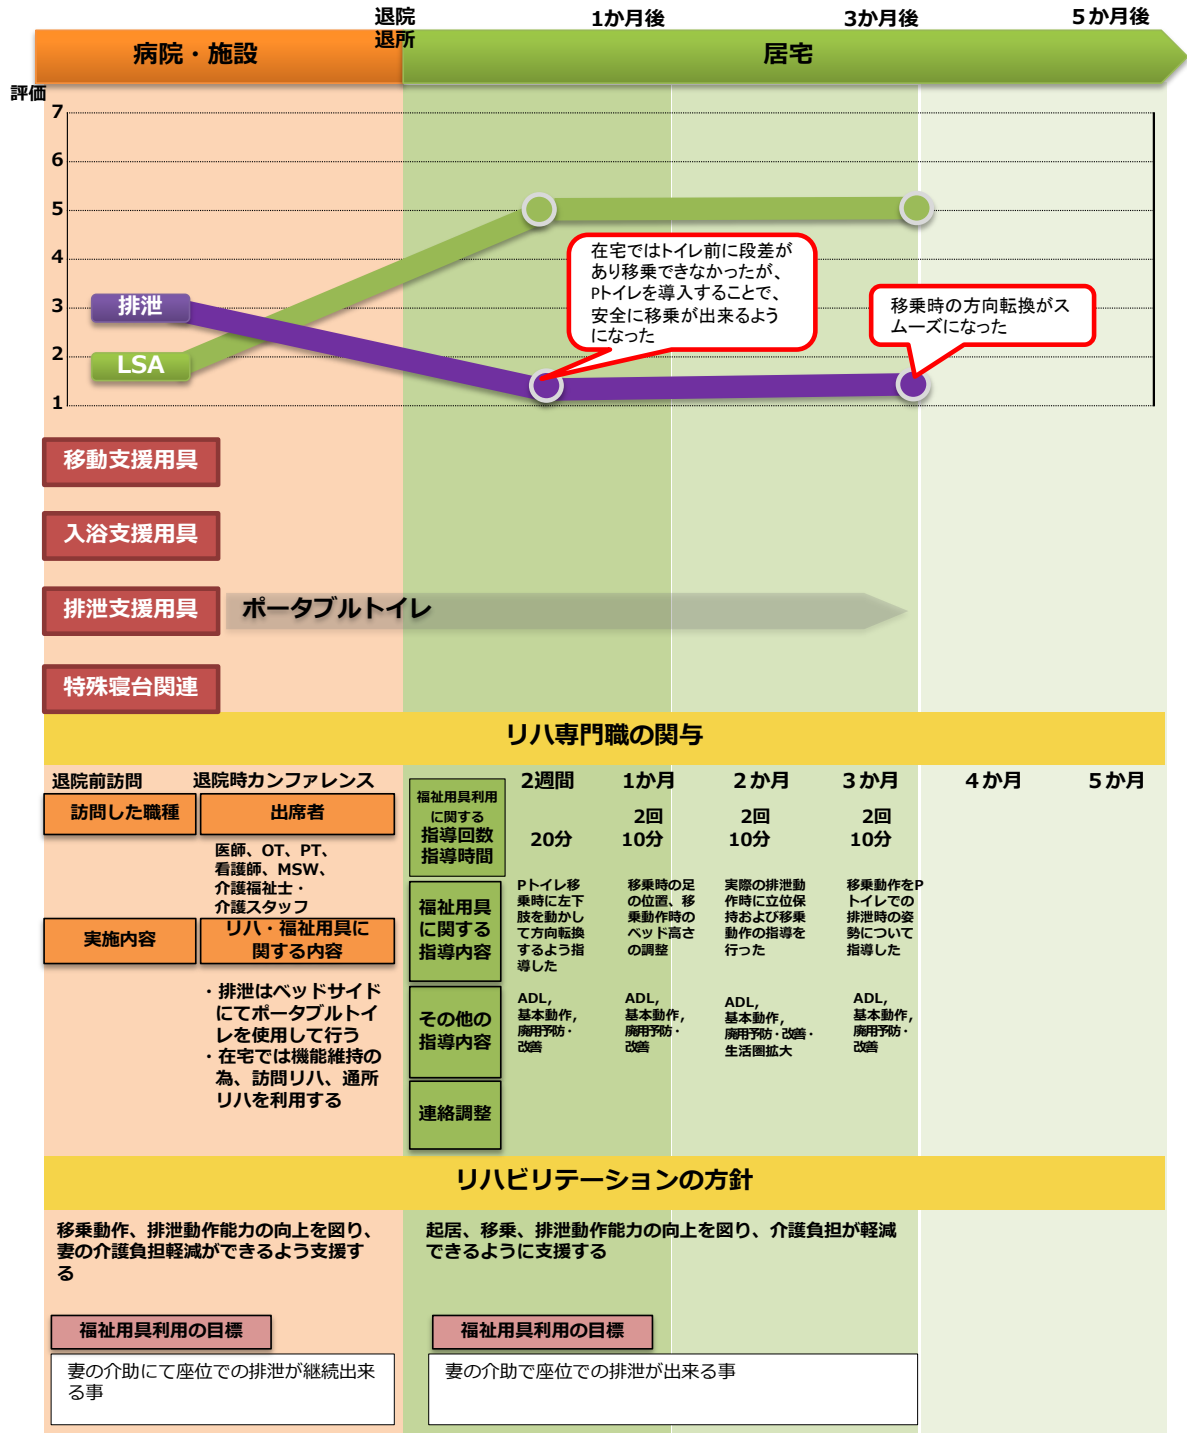 退院
退所
1か月後
3か月後
５か月後
病院・施設
居宅
評価
7
6
5
4
3
2
1
在宅ではトイレ前に段差が
あり移乗できなかったが、
Pトイレを導入することで、
安全に移乗が出来るよう
になった
移乗時の方向転換がス
ムーズになった
排泄
LSA
移動支援用具
入浴支援用具
排泄支援用具
ポータブルトイレ
特殊寝台関連
リハ専門職の関与
退院前訪問
退院時カンファレンス
訪問した職種
出席者
医師、OT、PT、
看護師、MSW、
介護福祉士・
介護スタッフ
実施内容
リハ・福祉用具に
関する内容
・排泄はベッドサイド
にてポータブルトイ
レを使用して行う
・在宅では機能維持の
為、訪問リハ、通所
リハを利用する
福祉用具利用
に関する
指導回数
指導時間
2週間
1か月
２か月
３か月
４か月
５か月
20分
2回
10分
2回
10分
2回
10分
福祉用具
に関する
指導内容
Pトイレ移
乗時に左下
肢を動かし
て方向転換
するよう指
導した
移乗時の足
の位置、移
乗動作時の
ベッド高さ
の調整
実際の排泄動
作時に立位保
持および移乗
動作の指導を
行った
移乗動作をP
トイレでの
排泄時の姿
勢について
指導した
その他の
指導内容
ADL,
基本動作,
廃用予防・
改善
ADL,
基本動作,
廃用予防・
改善
ADL,
基本動作,
廃用予防・改善・
生活圏拡大
ADL,
基本動作,
廃用予防・
改善
連絡調整
リハビリテーションの方針
移乗動作、排泄動作能力の向上を図り、
妻の介護負担軽減ができるよう支援す
る
起居、移乗、排泄動作能力の向上を図り、介護負担が軽減
できるように支援する
福祉用具利用の目標
妻の介助にて座位での排泄が継続出来
る事
福祉用具利用の目標
妻の介助で座位での排泄が出来る事